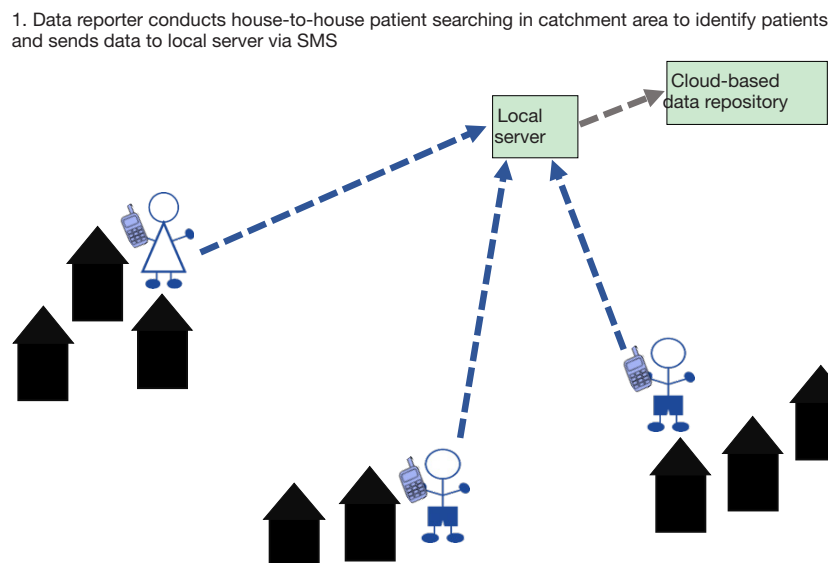 1. Data reporter conducts house-to-house patient searching in catchment area to identify patients
and sends data to local server via SMS
Cloud-based
data repository
Local
server